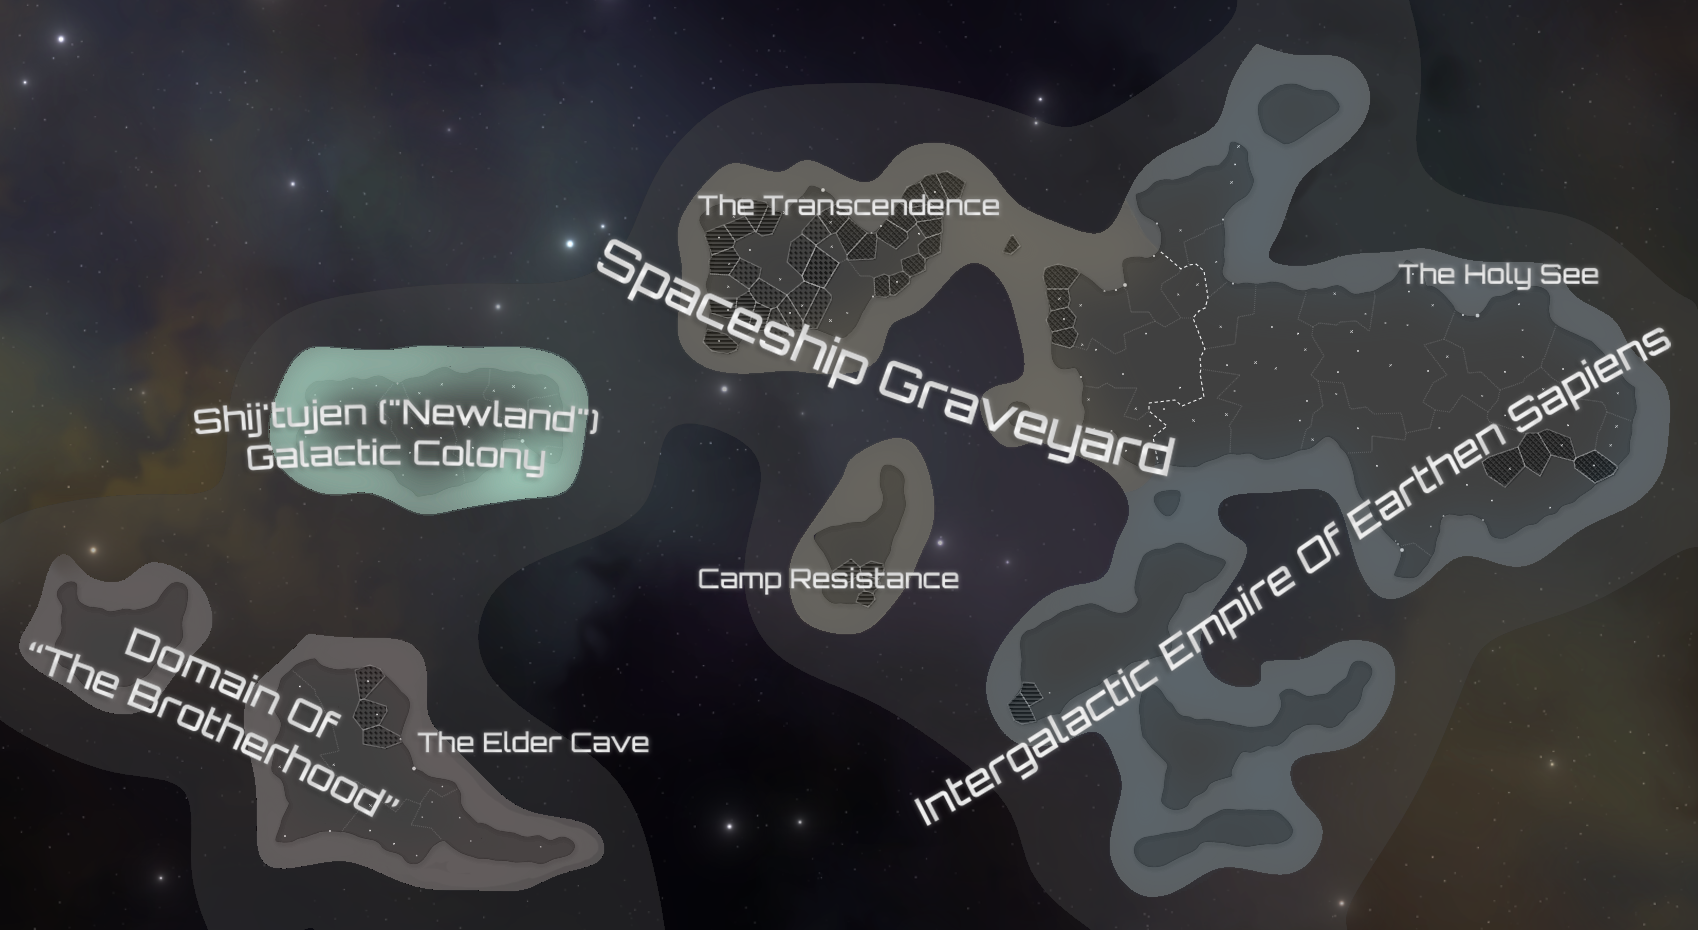 The Transcendence
Spaceship Graveyard
The Holy See
Shij'tujen ("Newland")
Galactic Colony
Intergalactic Empire Of Earthen Sapiens
Camp Resistance
Domain Of
“The Brotherhood”
The Elder Cave